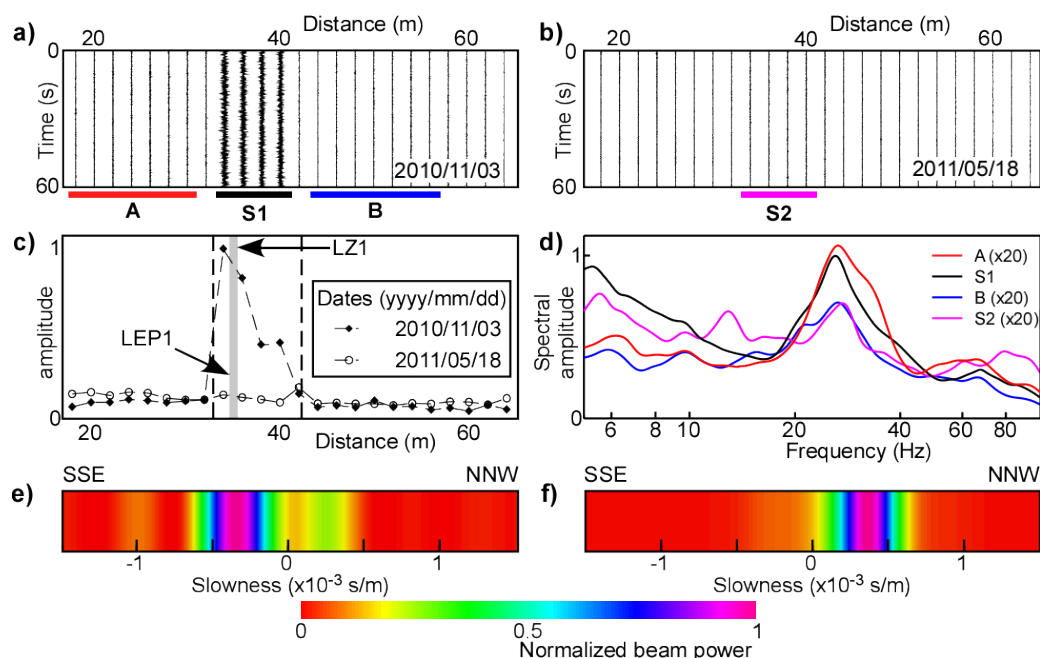 a)
Distance (m)
20
40
60
0
Time (s)
60
2010/11/03
A
S1
B
b)
Distance (m)
20
40
60
0
Time (s)
60
2011/05/18
S2
c)
1
amplitude
0
LZ1
LEP1
Dates (yyyy/mm/dd)
2010/11/03
2011/05/18
20
40
Distance (m)
60
d)
1
Spectral
amplitude
0
A (x20)
S1
B (x20)
S2 (x20)
6
8
10
20
40
60
80
Frequency (Hz)
e)
SSE
NNW
-1
0
1
Slowness (x10-3 s/m)
f)
SSE
NNW
-1
0
1
Slowness (x10-3 s/m)
0
0.5
1
Normalized beam power